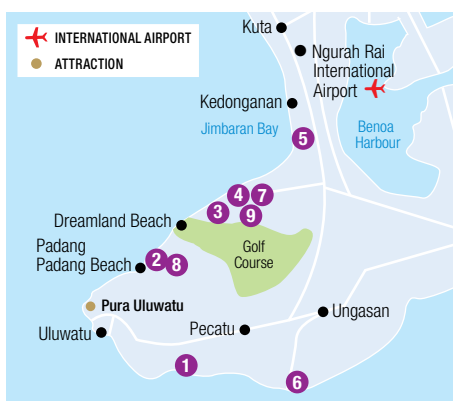 INTERNATIONAL AIRPORT
ATTRACTION
Kuta
Ngurah Rai
International
Airport
Kedonganan
Jimbaran Bay
Benoa
Harbour
5
4
7
3
9
Dreamland Beach
Golf
Course
Padang
Padang Beach
2
8
Pura Uluwatu
Uluwatu
Pecatu
Ungasan
1
6